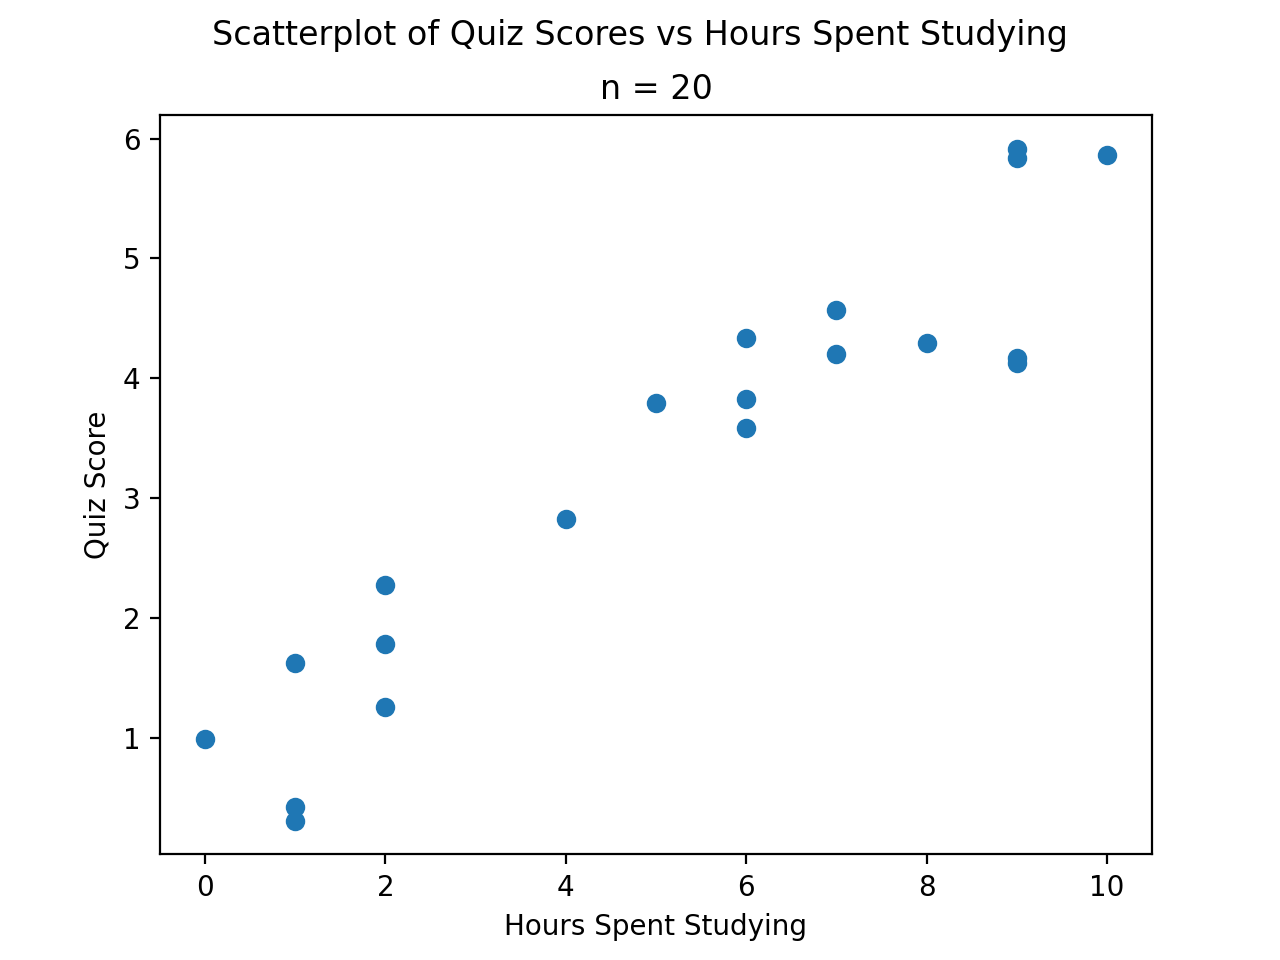 Scatterplot of Quiz Scores vs Hours Spent Studying
n = 20
6
5
4
3
2
1
Quiz Score
0 2 4 6 8 10
Hours Spent Studying